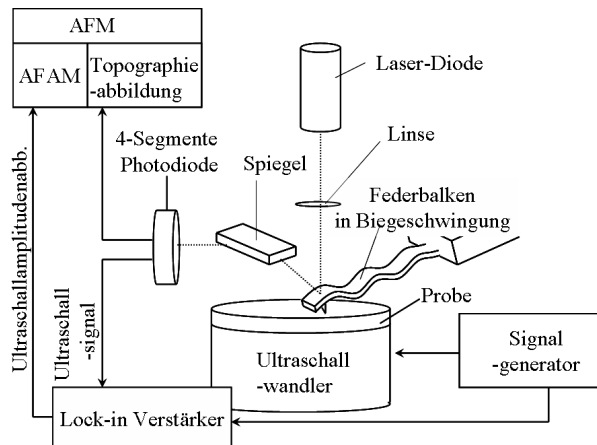 AFM
AFAM
Topographie
-abbildung
Laser-Diode
4-Segmente
Photodiode
Spiegel
Linse
Federbalken
in Biegeschwingung
Probe
Ultraschall
-wandler
Signal
-generator
Lock-in Verstärker
Ultraschallamplitudenabb.
Ultraschall
-signal